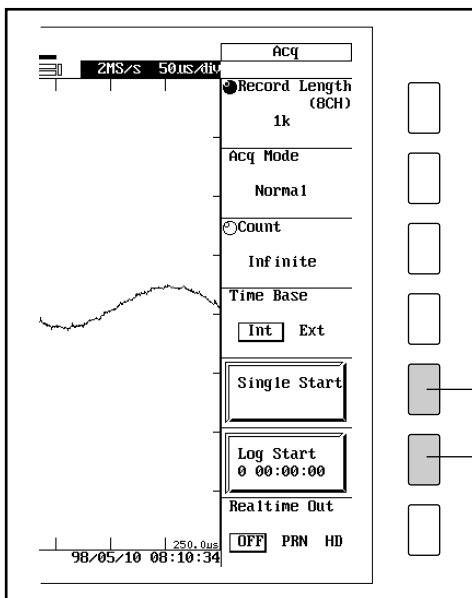 Acq
2MS/s 50us/div
Record Length
(8CH)
1k
Acq Mode
Normal
Count
Infinite
Time Base
Int Ext
Single Start
Log Start
0 00:00:00
Realtime Out
OFF PRN HD
250.0us
98/05/10 08:10:34